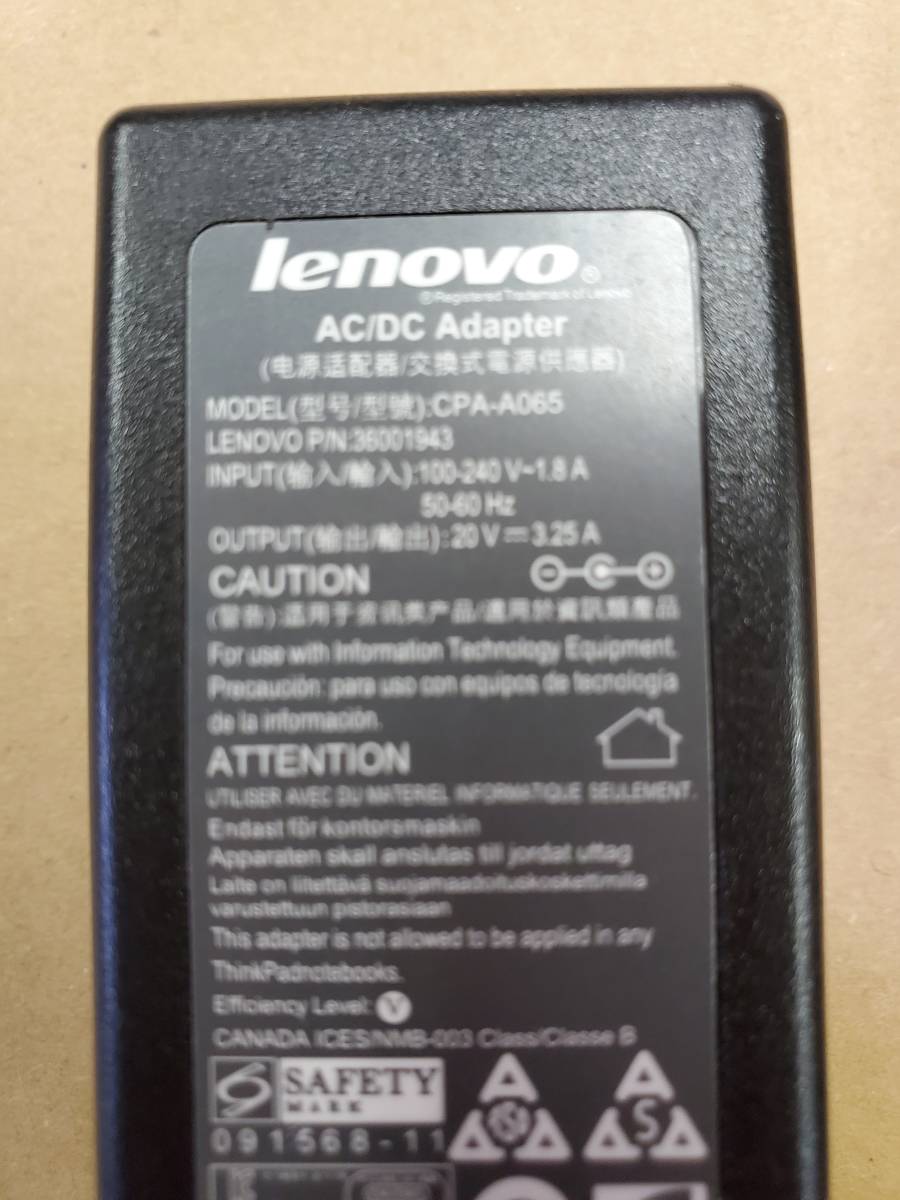 lenovo®
©Registered Trademark of Lenovo
AC/DC Adapter
(电源适配器/交换式電源供應器)
MODEL(型号/型號):CPA-A065
LENOVO P/N:36001943
INPUT(输入/輸入):100-240 V~1.8 A
50-60 Hz
OUTPUT(输出/輸出):20 V⎓3.25 A
CAUTION
(警告):适用于资讯类产品/適用於資訊類產品
For use with Information Technology Equipment.
Precaución: para uso con equipos de tecnología
de la información.
ATTENTION
UTILISER AVEC DU MATERIEL INFORMATIQUE SEULEMENT.
Endast för kontorsmaskin
Apparaten skall anslutas till jordat uttag
Laite on liitettävä suojamaadoituskoskettimilla
varustettuun pistorasiaan
This adapter is not allowed to be applied in any
ThinkPadnotebooks.
Efficiency Level: V
CANADA ICES/NMB-003 Class/Classe B
S SAFETY
MARK
091568-11
S